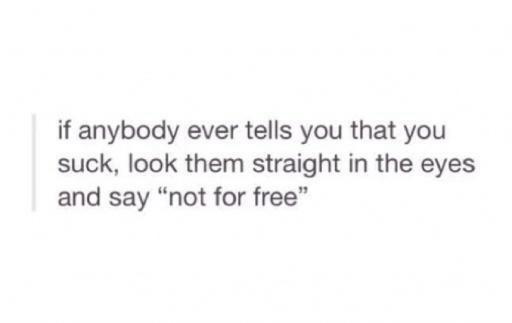 if anybody ever tells you that you
suck, look them straight in the eyes
and say “not for free”